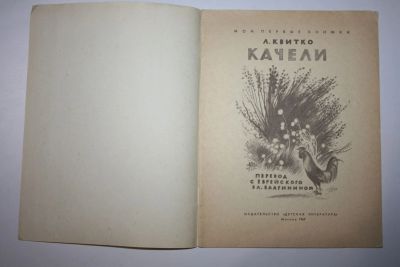 МОИ ПЕРВЫЕ КНИЖКИ
Л. КВИТКО
КАЧЕЛИ
ПЕРЕВОД
С ЕВРЕЙСКОГО
ЕЛ. БЛАГИНИНОЙ
ИЗДАТЕЛЬСТВО «ДЕТСКАЯ ЛИТЕРАТУРА»
Москва